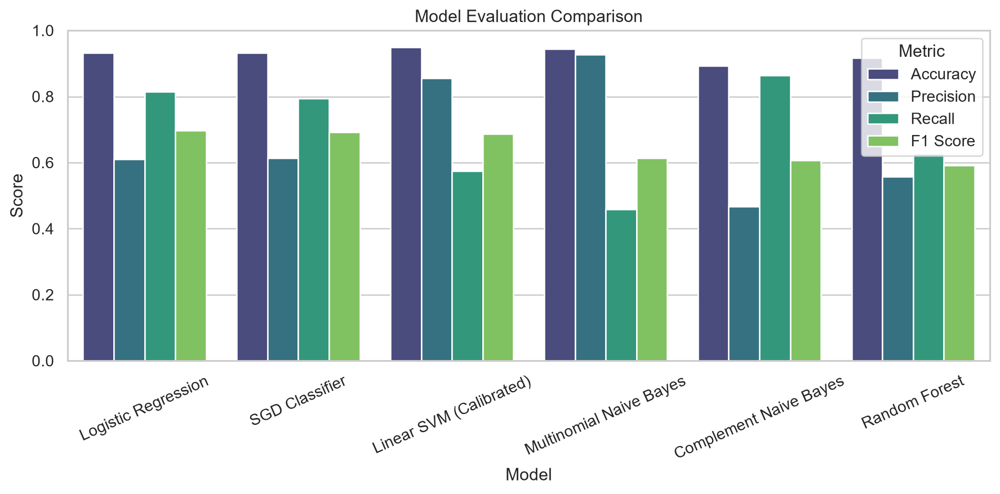 Model Evaluation Comparison
1.0
0.8
0.6
0.4
0.2
0.0
Score
Metric
Accuracy
Precision
Recall
F1 Score
Logistic Regression
SGD Classifier
Linear SVM (Calibrated)
Multinomial Naive Bayes
Complement Naive Bayes
Random Forest
Model